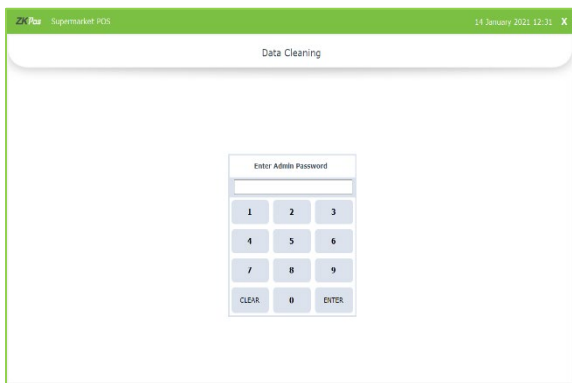 ZKPos Supermarket POS 14 January 2021 12:31 X
Data Cleaning
Enter Admin Password
1 2 3
4 5 6
7 8 9
CLEAR 0 ENTER